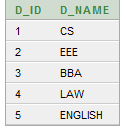 D_ID D_NAME
1 CS
2 EEE
3 BBA
4 LAW
5 ENGLISH